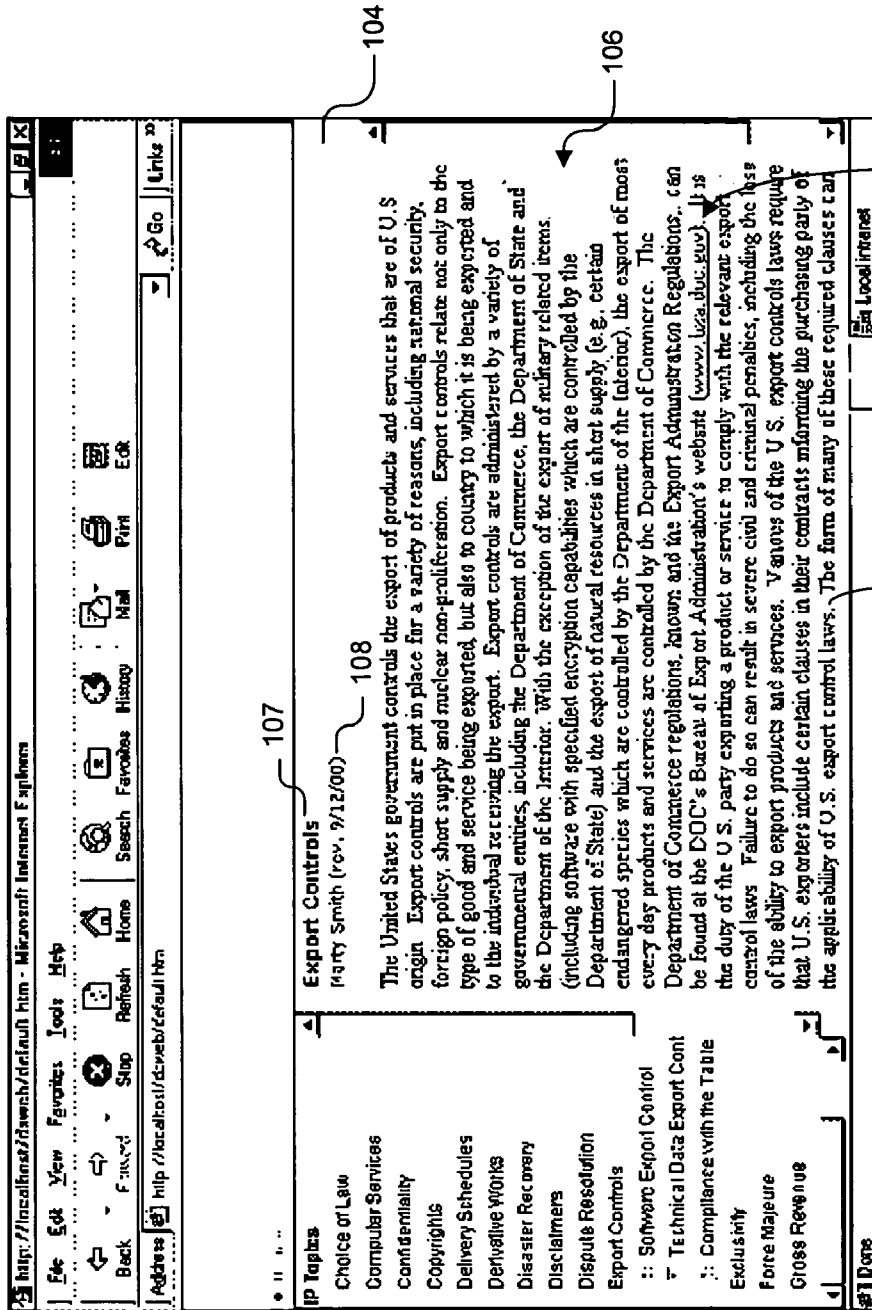 http://localhost/dsweb/default htm - Microsoft Internet Explorer
File Edit View Favorites Tools Help
Back Stop Refresh Home Search Favorites History Mail Print Edit
Address http //localhost/dsweb/default htm Go Links »
107
104
106
108
IP Topics
Choice of Law
Computer Services
Confidentiality
Copyrights
Delivery Schedules
Derivative Works
Disaster Recovery
Disclaimers
Dispute Resolution
Export Controls
:: Software Export Control
Technical Data Export Cont
:: Compliance with the Table
Exclusivity
Force Majeure
Gross Revenue
Export Controls
Marty Smith (rev. 9/12/00)
The United States government controls the export of products and services that are of U.S
origin Export controls are put in place for a variety of reasons, including national security,
foreign policy, short supply and nuclear non-proliferation. Export controls relate not only to the
type of good and service being exported, but also to country to which it is being exported and
to the individual receiving the export. Export controls are administered by a variety of
governmental entities, including the Department of Commerce, the Department of State and
the Department of the Interior. With the exception of the export of military related items.
(including software with specified encryption capabilities which are controlled by the
Department of State) and the export of natural resources in short supply (e.g., certain
endangered species which are controlled by the Department of the Interior), the export of most
every day products and services are controlled by the Department of Commerce. The
Department of Commerce regulations, known and the Export Administration Regulations,. can
be found at the DOC's Bureau of Export Administration's website It is
the duty of the U S. party exporting a product or service to comply with the relevant export
control laws Failure to do so can result in severe civil and criminal penalties, including the loss
of the ability to export products and services. Various of the U S. export controls laws require
that U.S. exporters include certain clauses in their contracts informing the purchasing party of
the applicability of U.S. export control laws. The form of many of these required clauses can
Done
Local intranet